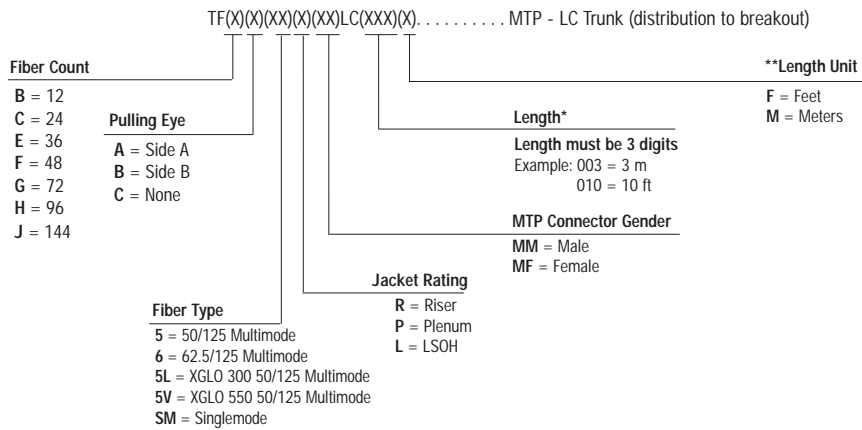 TF(X)(X)(XX)(X)(XX)LC(XXX)(X). . . . . . . . . . MTP - LC Trunk (distribution to breakout)
Fiber Count
B = 12
C = 24
E = 36
F = 48
G = 72
H = 96
J = 144
Pulling Eye
A = Side A
B = Side B
C = None
Fiber Type
5 = 50/125 Multimode
6 = 62.5/125 Multimode
5L = XGLO 300 50/125 Multimode
5V = XGLO 550 50/125 Multimode
SM = Singlemode
Jacket Rating
R = Riser
P = Plenum
L = LSOH
MTP Connector Gender
MM = Male
MF = Female
Length*
Length must be 3 digits
Example: 003 = 3 m
010 = 10 ft
**Length Unit
F = Feet
M = Meters